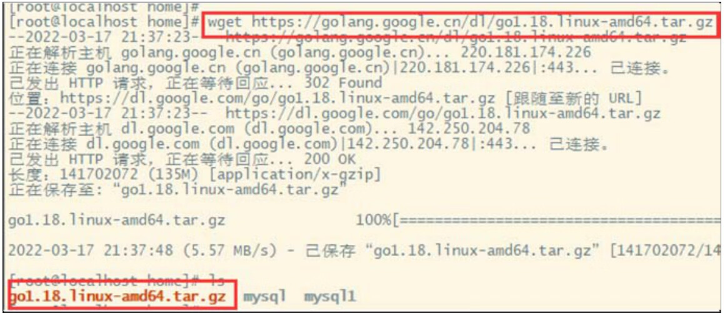 [root@localhost home]#
[root@localhost home]# wget https://golang.google.cn/dl/go1.18.linux-amd64.tar.gz
--2022-03-17 21:37:23-- https://golang.google.cn/dl/go1.18.linux-amd64.tar.gz
正在解析主机 golang.google.cn (golang.google.cn)... 220.181.174.226
正在连接 golang.google.cn (golang.google.cn)|220.181.174.226|:443... 已连接。
已发出 HTTP 请求，正在等待回应... 302 Found
位置：https://dl.google.com/go/go1.18.linux-amd64.tar.gz [跟随至新的 URL]
--2022-03-17 21:37:23-- https://dl.google.com/go/go1.18.linux-amd64.tar.gz
正在解析主机 dl.google.com (dl.google.com)... 142.250.204.78
正在连接 dl.google.com (dl.google.com)|142.250.204.78|:443... 已连接。
已发出 HTTP 请求，正在等待回应... 200 OK
长度：141702072 (135M) [application/x-gzip]
正在保存至: “go1.18.linux-amd64.tar.gz”
go1.18.linux-amd64.tar.gz 100%[===================================
2022-03-17 21:37:48 (5.57 MB/s) - 已保存 “go1.18.linux-amd64.tar.gz” [141702072/14
[root@localhost home]# ls
go1.18.linux-amd64.tar.gz mysql mysql1